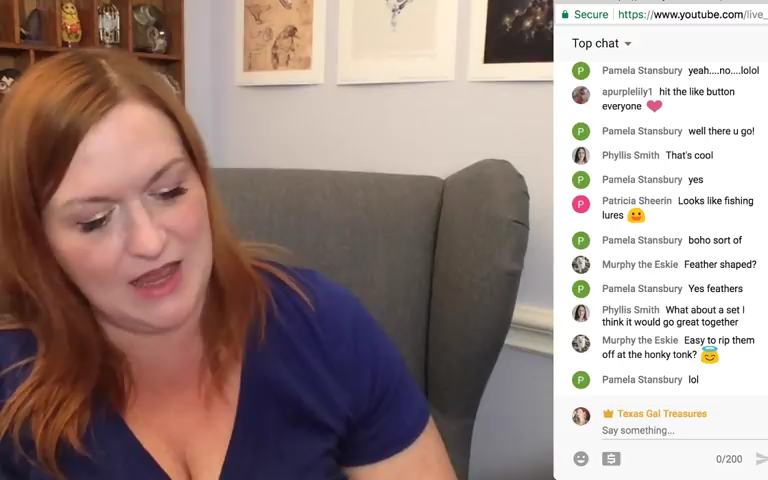 Secure https://www.youtube.com/live_
Top chat
P Pamela Stansbury yeah....no....lolol
apurplelily1 hit the like button
everyone
P Pamela Stansbury well there u go!
Phyllis Smith That's cool
P Pamela Stansbury yes
P Patricia Sheerin Looks like fishing
lures
P Pamela Stansbury boho sort of
Murphy the Eskie Feather shaped?
P Pamela Stansbury Yes feathers
Phyllis Smith What about a set I
think it would go great together
Murphy the Eskie Easy to rip them
off at the honky tonk?
P Pamela Stansbury lol
Texas Gal Treasures
Say something...
$ 0/200